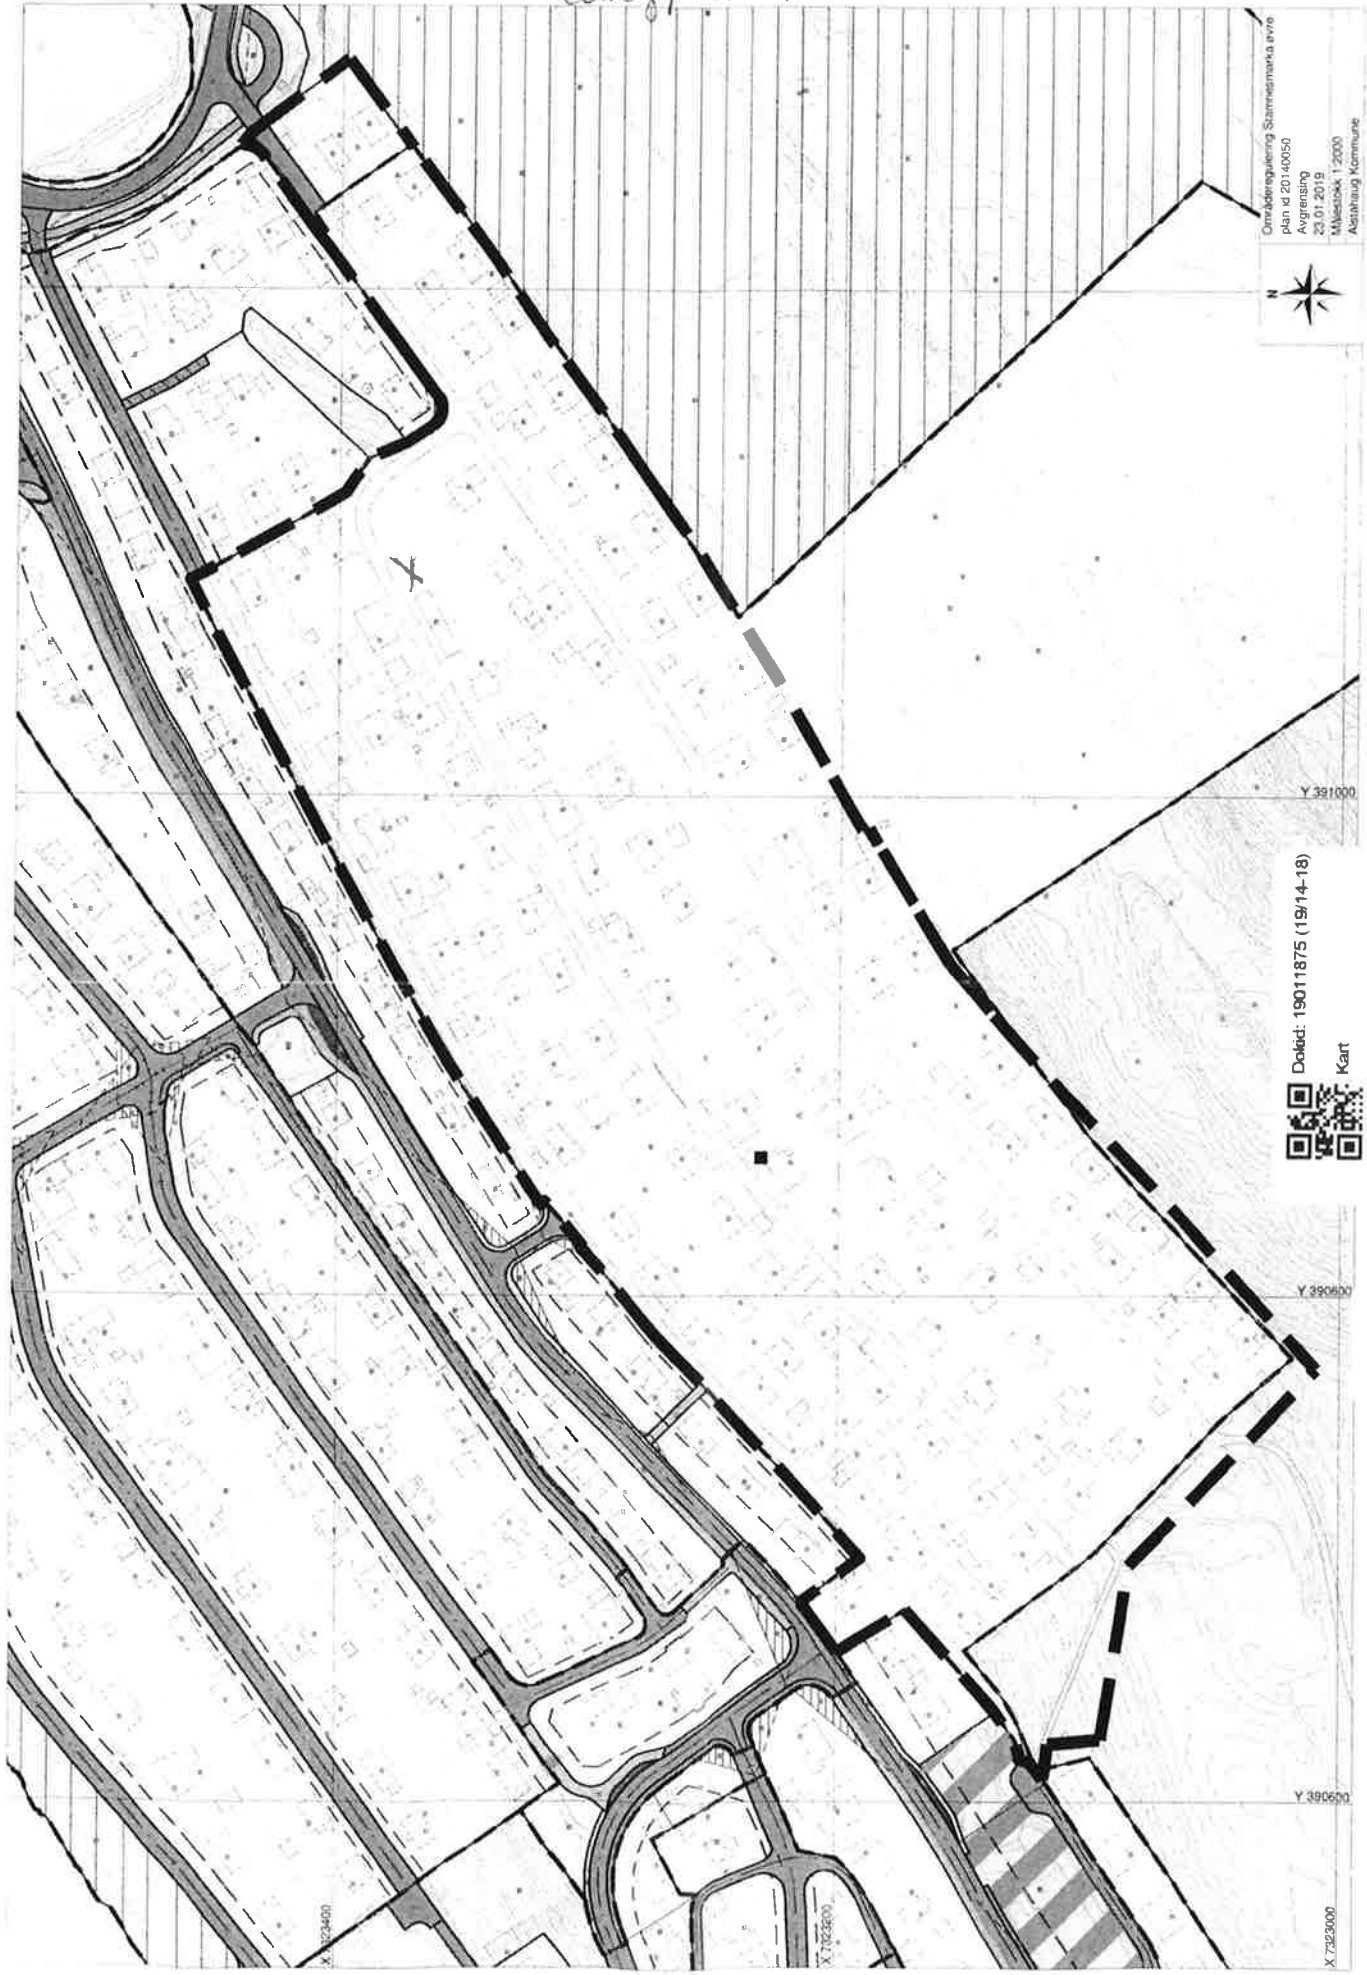 Områderegulering Stamnesmarka øvre
plan id 20140050
Avgrensing
23.01.2019
Målestokk 1:2000
Alstahaug Kommune
N
Y 391000
Dokid: 19011875 (19/14-18)
Kart
Y 390800
Y 390600
X 7323400
X 7323200
X 7323000